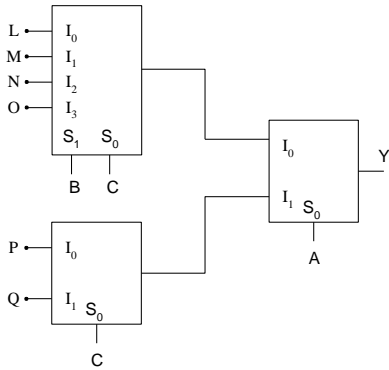 L I₀
M I₁
N I₂
O I₃
S₁ S₀
B C
I₀
I₁
S₀
Y
A
P I₀
Q I₁
S₀
C